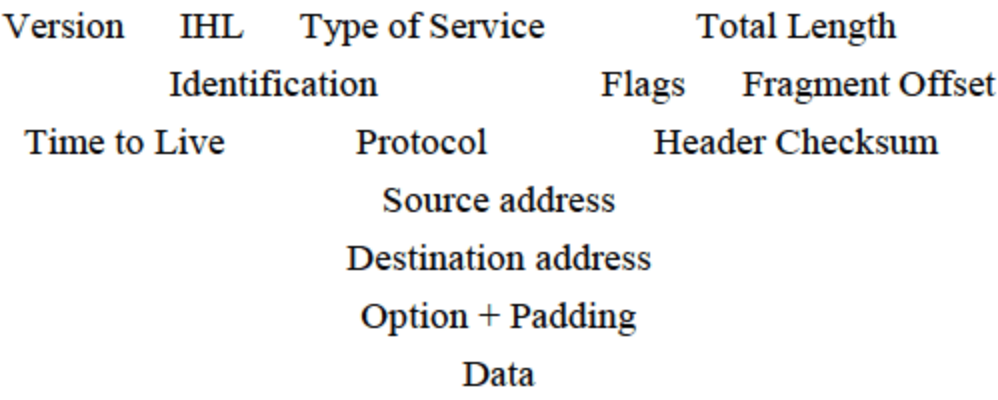 Version IHL Type of Service Total Length
Identification Flags Fragment Offset
Time to Live Protocol Header Checksum
Source address
Destination address
Option + Padding
Data